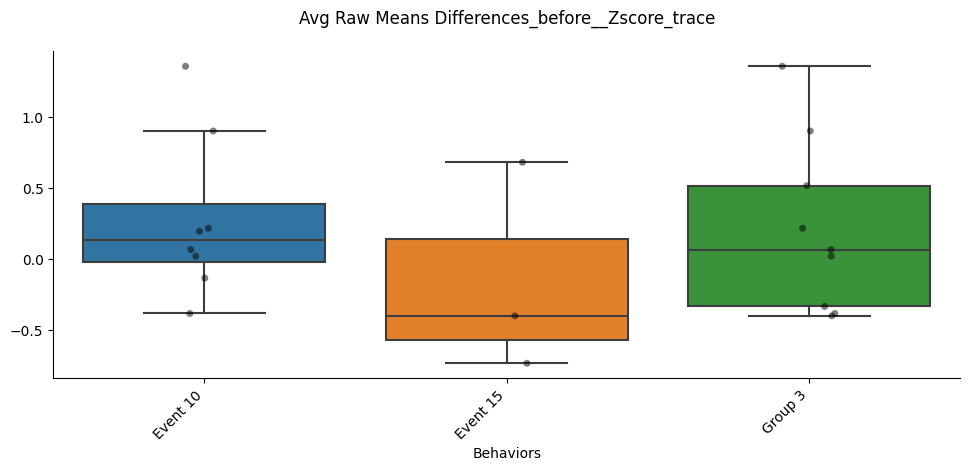 Avg Raw Means Differences_before__Zscore_trace
1.0
0.5
0.0
−0.5
Event 10
Event 15
Group 3
Behaviors